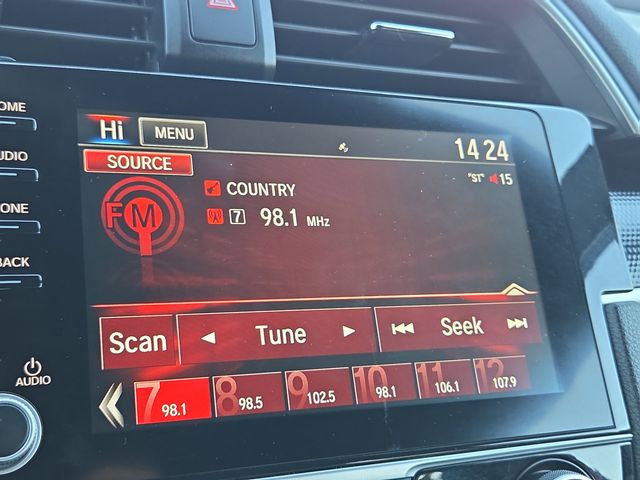 OME
Hi MENU
14 24
UDIO
SOURCE
COUNTRY
"ST" 15
FM
7 98.1 MHz
ONE
BACK
Scan Tune Seek
AUDIO
7 98.1 8 98.5 9 102.5 10 98.1 11 106.1 12 107.9